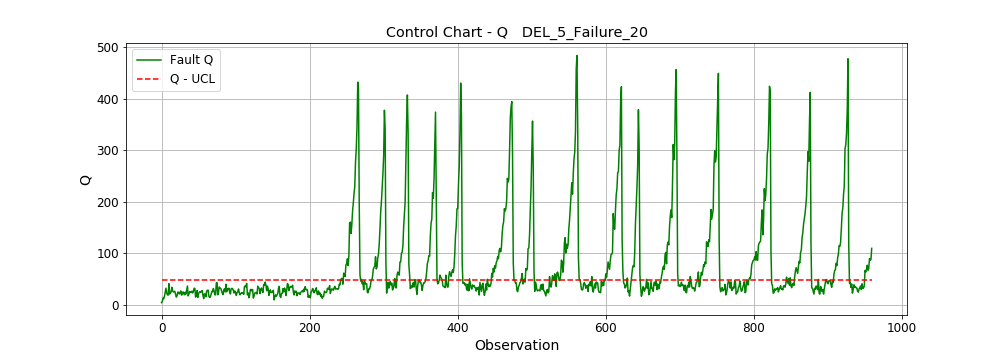 Control Chart - Q   DEL_5_Failure_20
Fault Q
Q - UCL
500
400
300
200
100
0
Q
0 200 400 600 800 1000
Observation